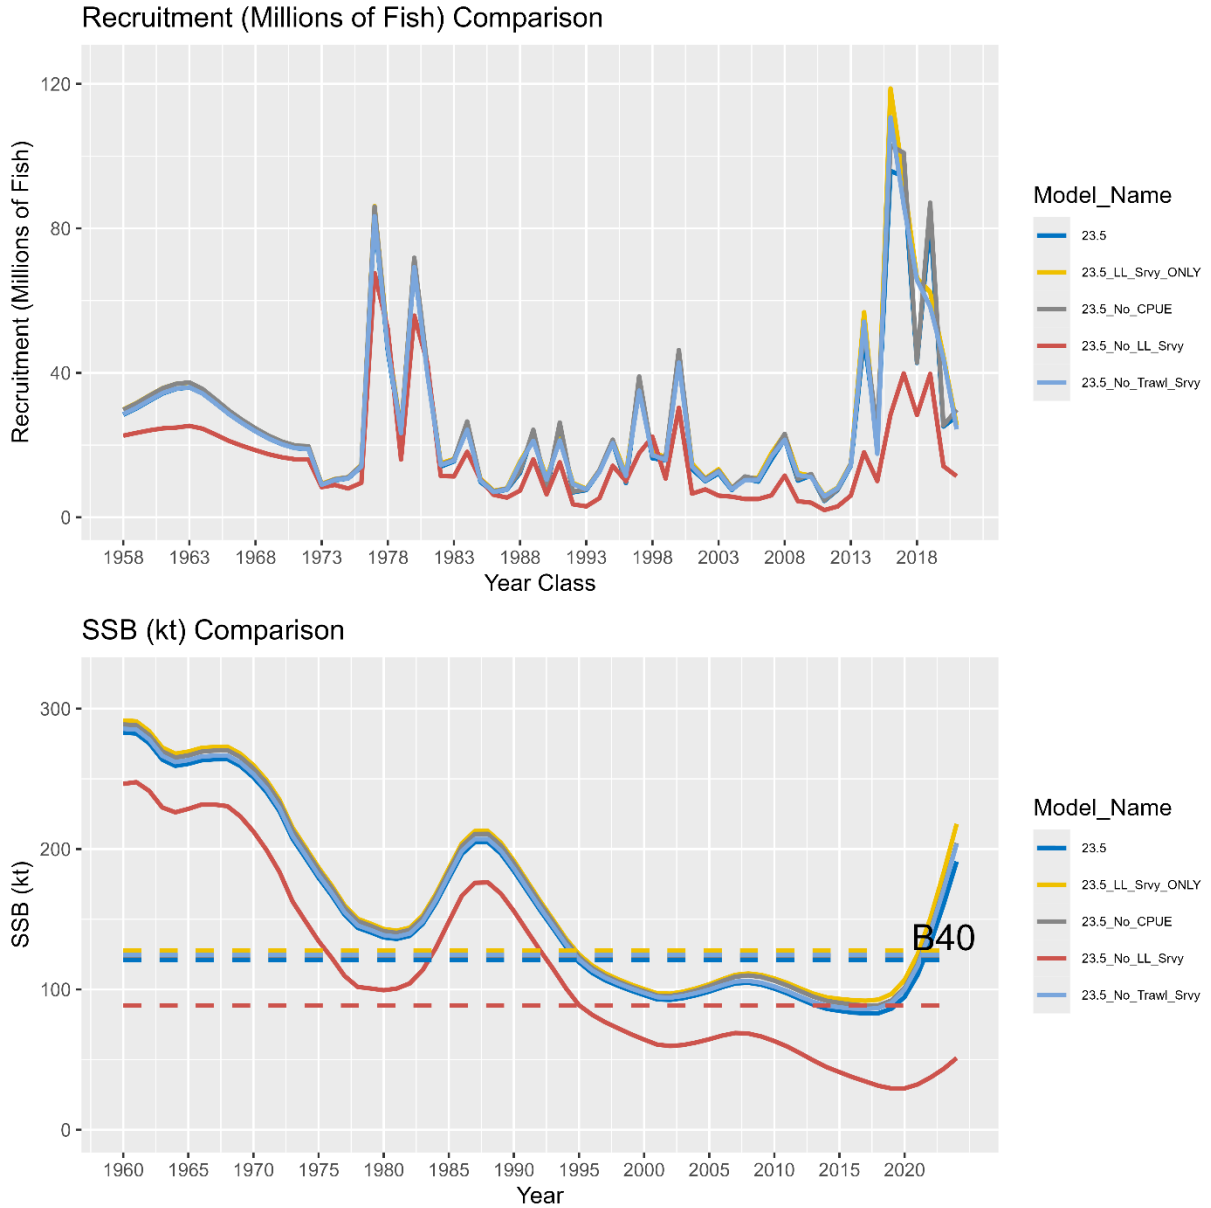 Recruitment (Millions of Fish) Comparison
Recruitment (Millions of Fish)
120
80
40
0
1958 1963 1968 1973 1978 1983 1988 1993 1998 2003 2008 2013 2018
Year Class
Model_Name
23.5
23.5_LL_Srvy_ONLY
23.5_No_CPUE
23.5_No_LL_Srvy
23.5_No_Trawl_Srvy
SSB (kt) Comparison
SSB (kt)
300
200
100
0
B40
1960 1965 1970 1975 1980 1985 1990 1995 2000 2005 2010 2015 2020
Year
Model_Name
23.5
23.5_LL_Srvy_ONLY
23.5_No_CPUE
23.5_No_LL_Srvy
23.5_No_Trawl_Srvy